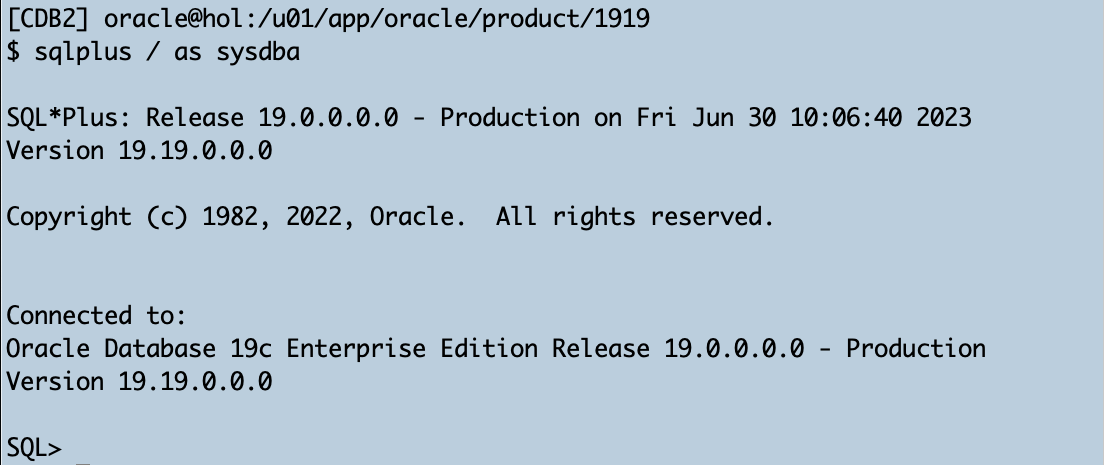 [CDB2] oracle@hol:/u01/app/oracle/product/1919
$ sqlplus / as sysdba
SQL*Plus: Release 19.0.0.0.0 - Production on Fri Jun 30 10:06:40 2023
Version 19.19.0.0.0
Copyright (c) 1982, 2022, Oracle.  All rights reserved.
Connected to:
Oracle Database 19c Enterprise Edition Release 19.0.0.0.0 - Production
Version 19.19.0.0.0
SQL>